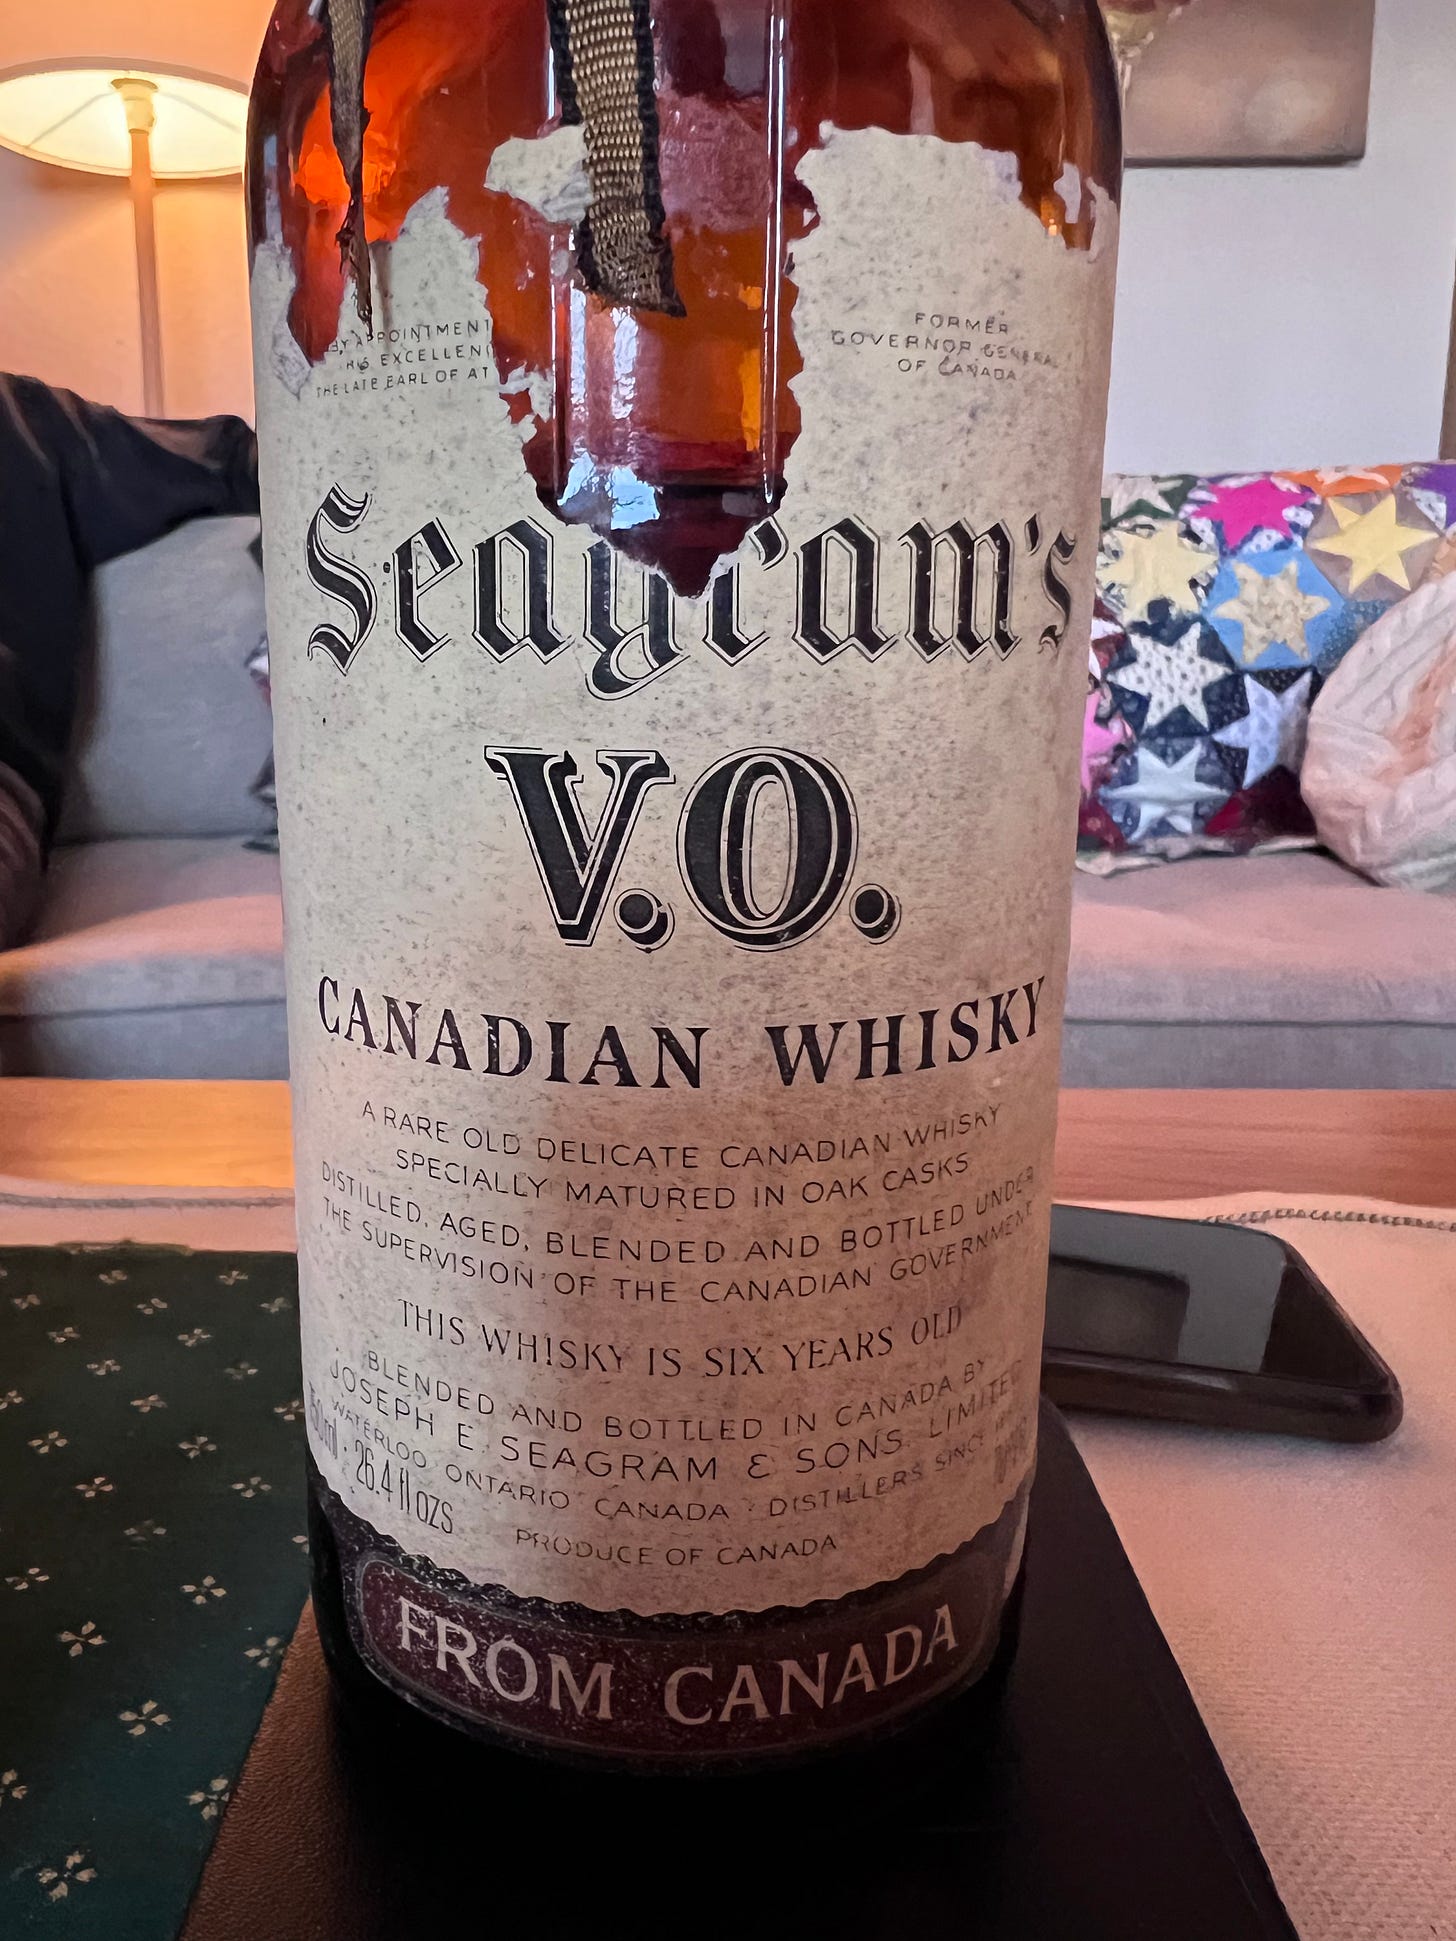 BY APPOINTMENT
HIS EXCELLEN
THE LATE EARL OF AT
FORMER
GOVERNOR GENERAL
OF CANADA
Seagram's
V.O.
CANADIAN WHISKY
A RARE OLD DELICATE CANADIAN WHISKY
SPECIALLY MATURED IN OAK CASKS
DISTILLED, AGED, BLENDED AND BOTTLED UNDER
THE SUPERVISION OF THE CANADIAN GOVERNMENT.
THIS WHISKY IS SIX YEARS OLD
BLENDED AND BOTTLED IN CANADA BY
JOSEPH E. SEAGRAM & SONS, LIMITED
WATERLOO ONTARIO CANADA · DISTILLERS SINCE
26.4 fl ozs
PRODUCE OF CANADA
FROM CANADA